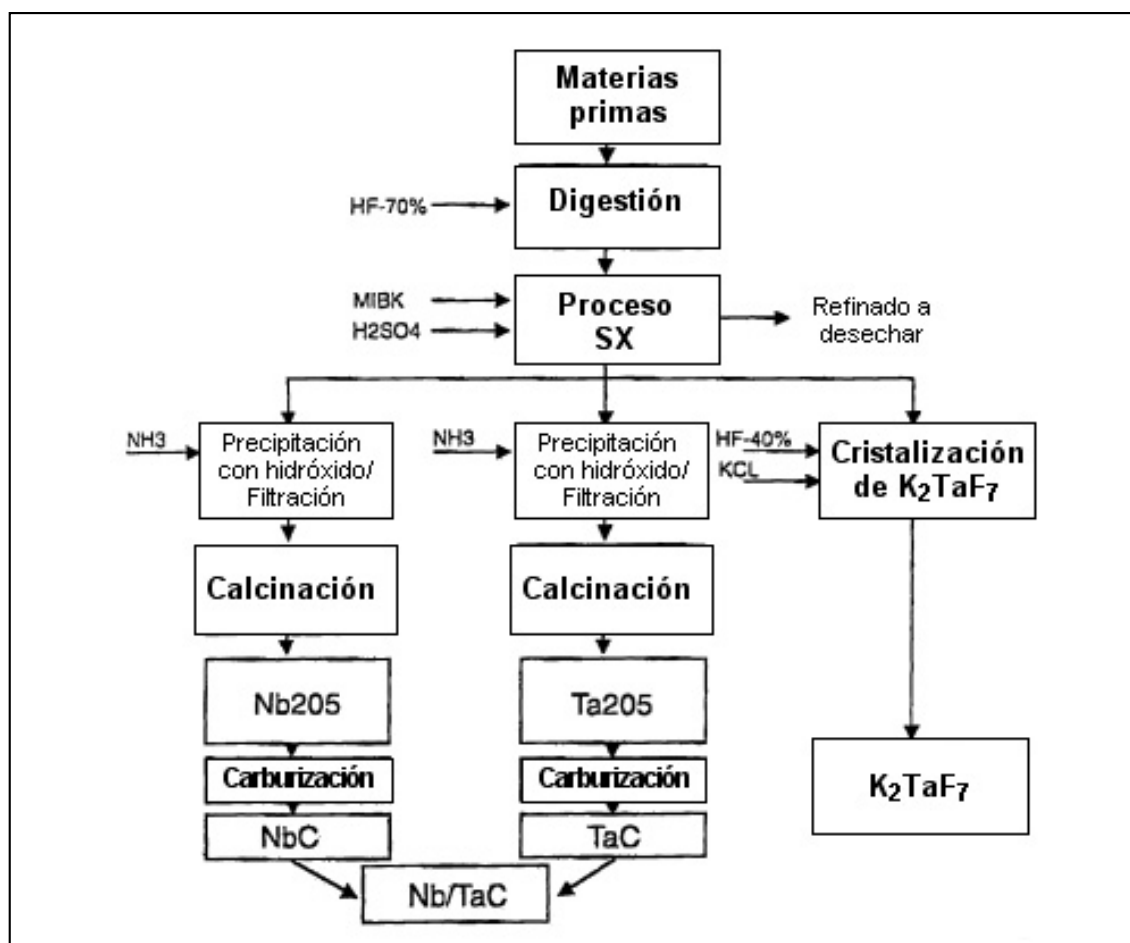 Materias
primas
HF-70%
Digestión
MIBK
H2SO4
Proceso
SX
Refinado a
desechar
NH3
Precipitación
con hidróxido/
Filtración
NH3
Precipitación
con hidróxido/
Filtración
HF-40%
KCL
Cristalización
de K₂TaF₇
Calcinación
Calcinación
Nb205
Ta205
K₂TaF₇
Carburización
Carburización
NbC
TaC
Nb/TaC